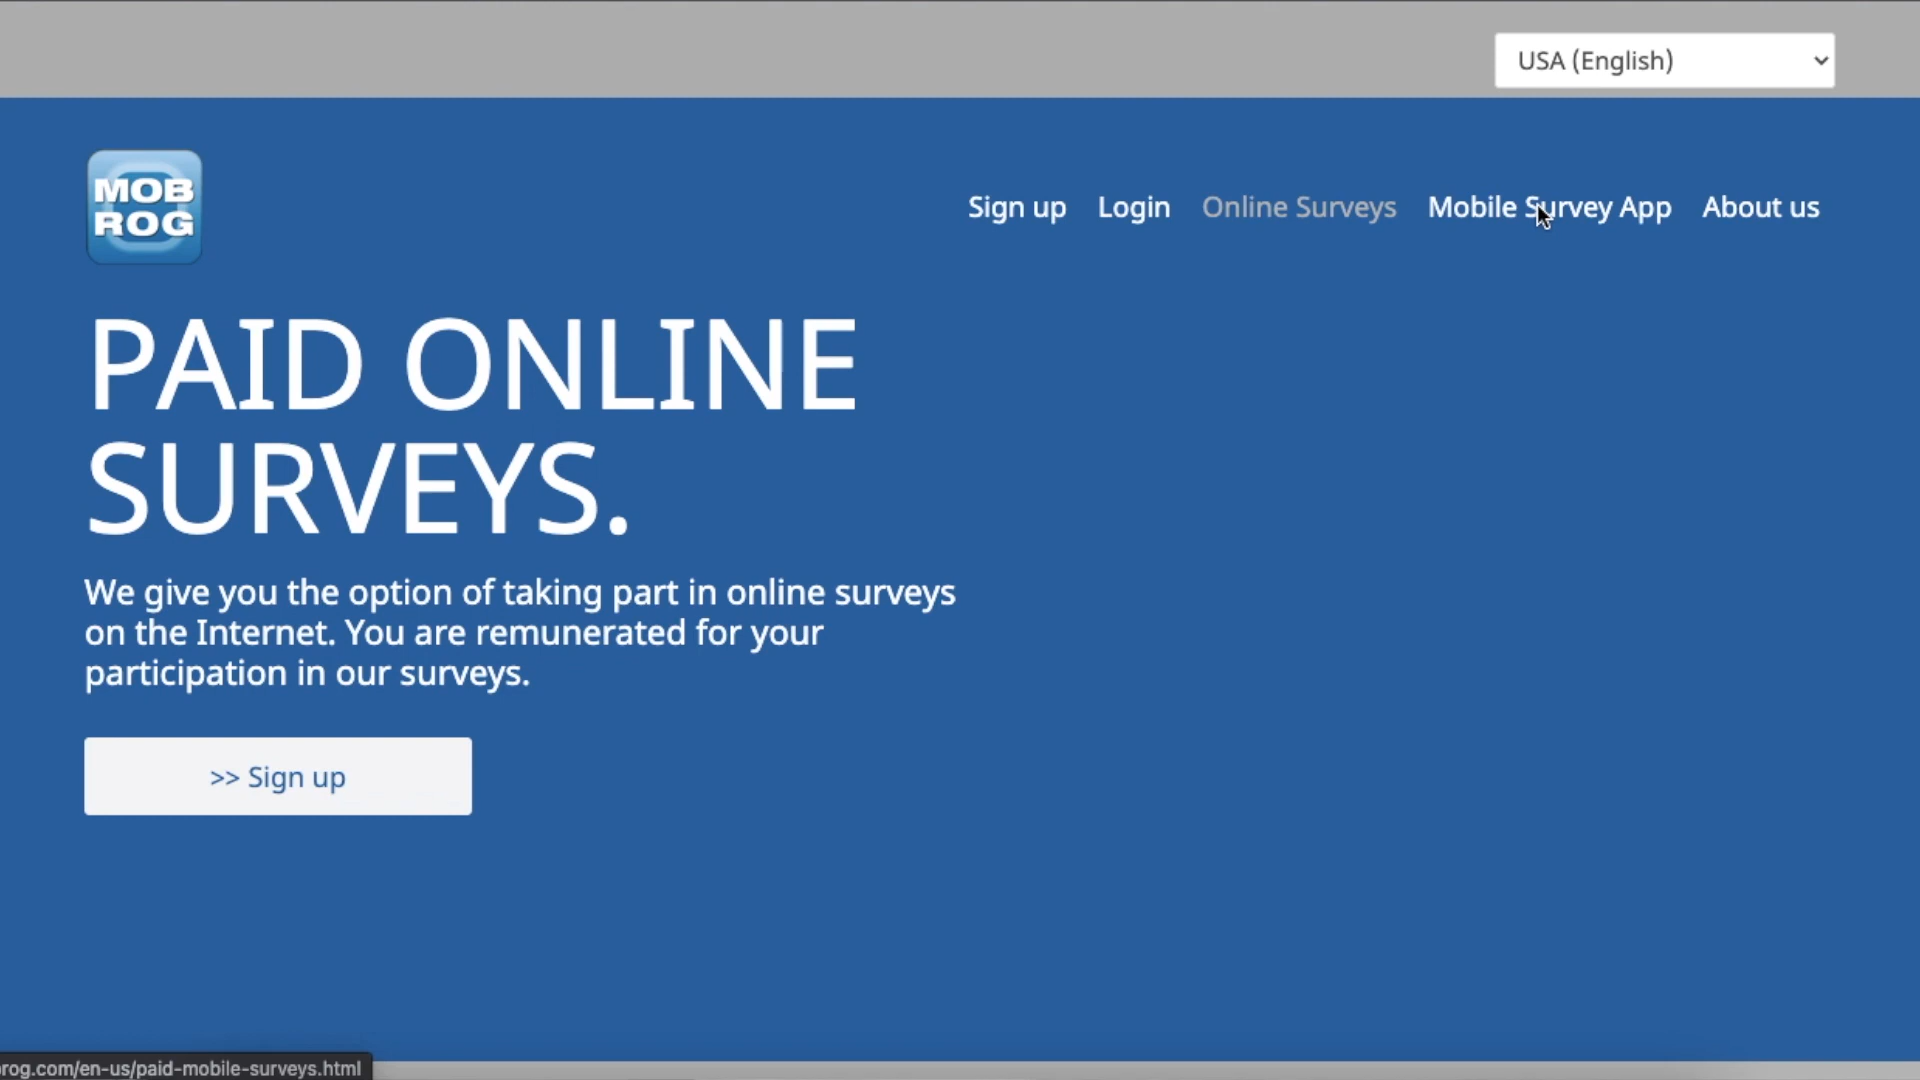 USA (English)
MOB
ROG
Sign up Login Online Surveys Mobile Survey App About us
PAID ONLINE
SURVEYS.
We give you the option of taking part in online surveys
on the Internet. You are remunerated for your
participation in our surveys.
>> Sign up
rog.com/en-us/paid-mobile-surveys.html